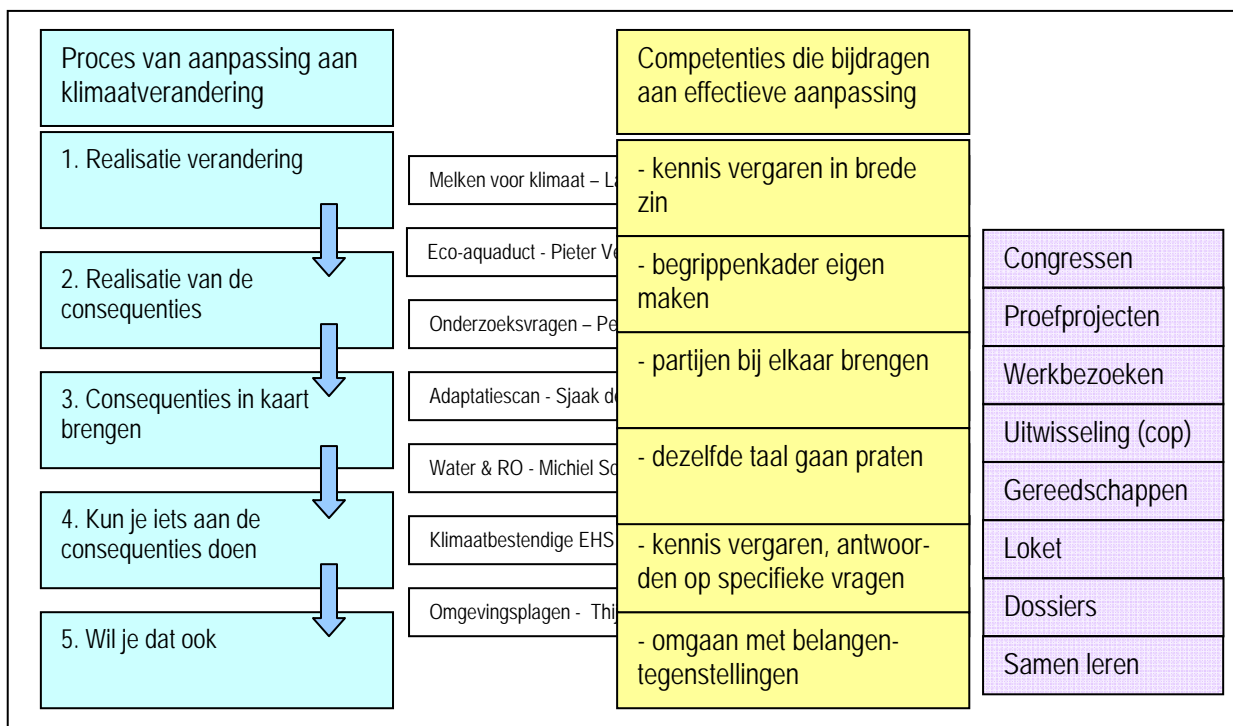 Proces van aanpassing aan
klimaatverandering
1. Realisatie verandering
2. Realisatie van de
consequenties
3. Consequenties in kaart
brengen
4. Kun je iets aan de
consequenties doen
5. Wil je dat ook
Melken voor klimaat –
Eco-aquaduct - Pieter
Onderzoeksvragen –
Adaptatiescan - Sjaak
Water & RO - Michiel
Klimaatbestendige EHS
Omgevingsplagen -
Competenties die bijdragen
aan effectieve aanpassing
- kennis vergaren in brede
zin
- begrippenkader eigen
maken
- partijen bij elkaar brengen
- dezelfde taal gaan praten
- kennis vergaren, antwoor-
den op specifieke vragen
- omgaan met belangen-
tegenstellingen
Congressen
Proefprojecten
Werkbezoeken
Uitwisseling (cop)
Gereedschappen
Loket
Dossiers
Samen leren